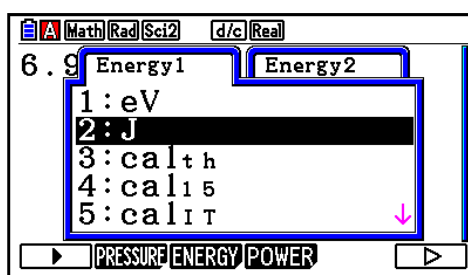 A Math Rad Sci2 d/c Real
6.9
Energy1 Energy2
1:eV
2:J
3:calth
4:cal15
5:calIT
PRESSURE ENERGY POWER